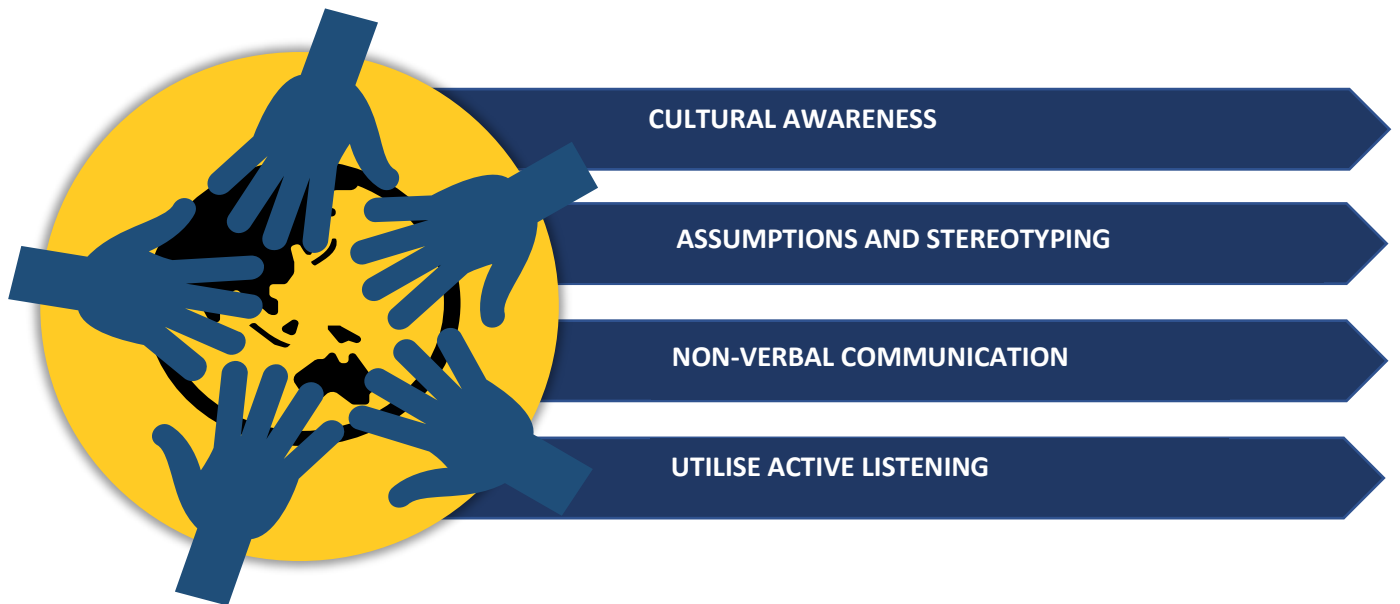 CULTURAL AWARENESS
ASSUMPTIONS AND STEREOTYPING
NON-VERBAL COMMUNICATION
UTILISE ACTIVE LISTENING